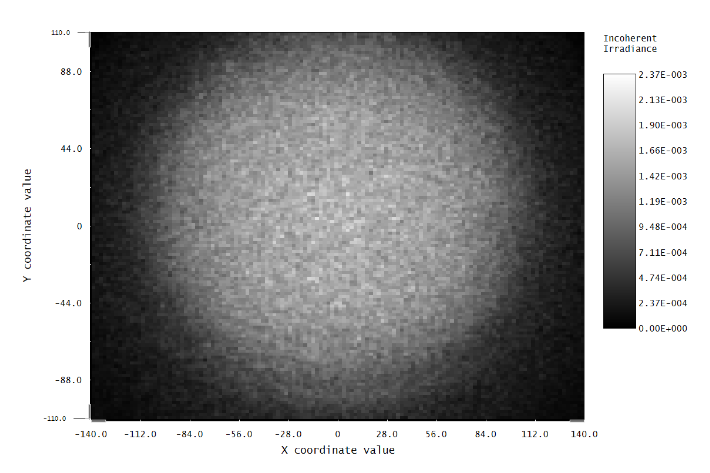 Incoherent
Irradiance
2.37E-003
2.13E-003
1.90E-003
1.66E-003
1.42E-003
1.19E-003
9.48E-004
7.11E-004
4.74E-004
2.37E-004
0.00E+000
Y coordinate value
110.0
88.0
44.0
0
-44.0
-88.0
-110.0
-140.0 -112.0 -84.0 -56.0 -28.0 0 28.0 56.0 84.0 112.0 140.0
X coordinate value